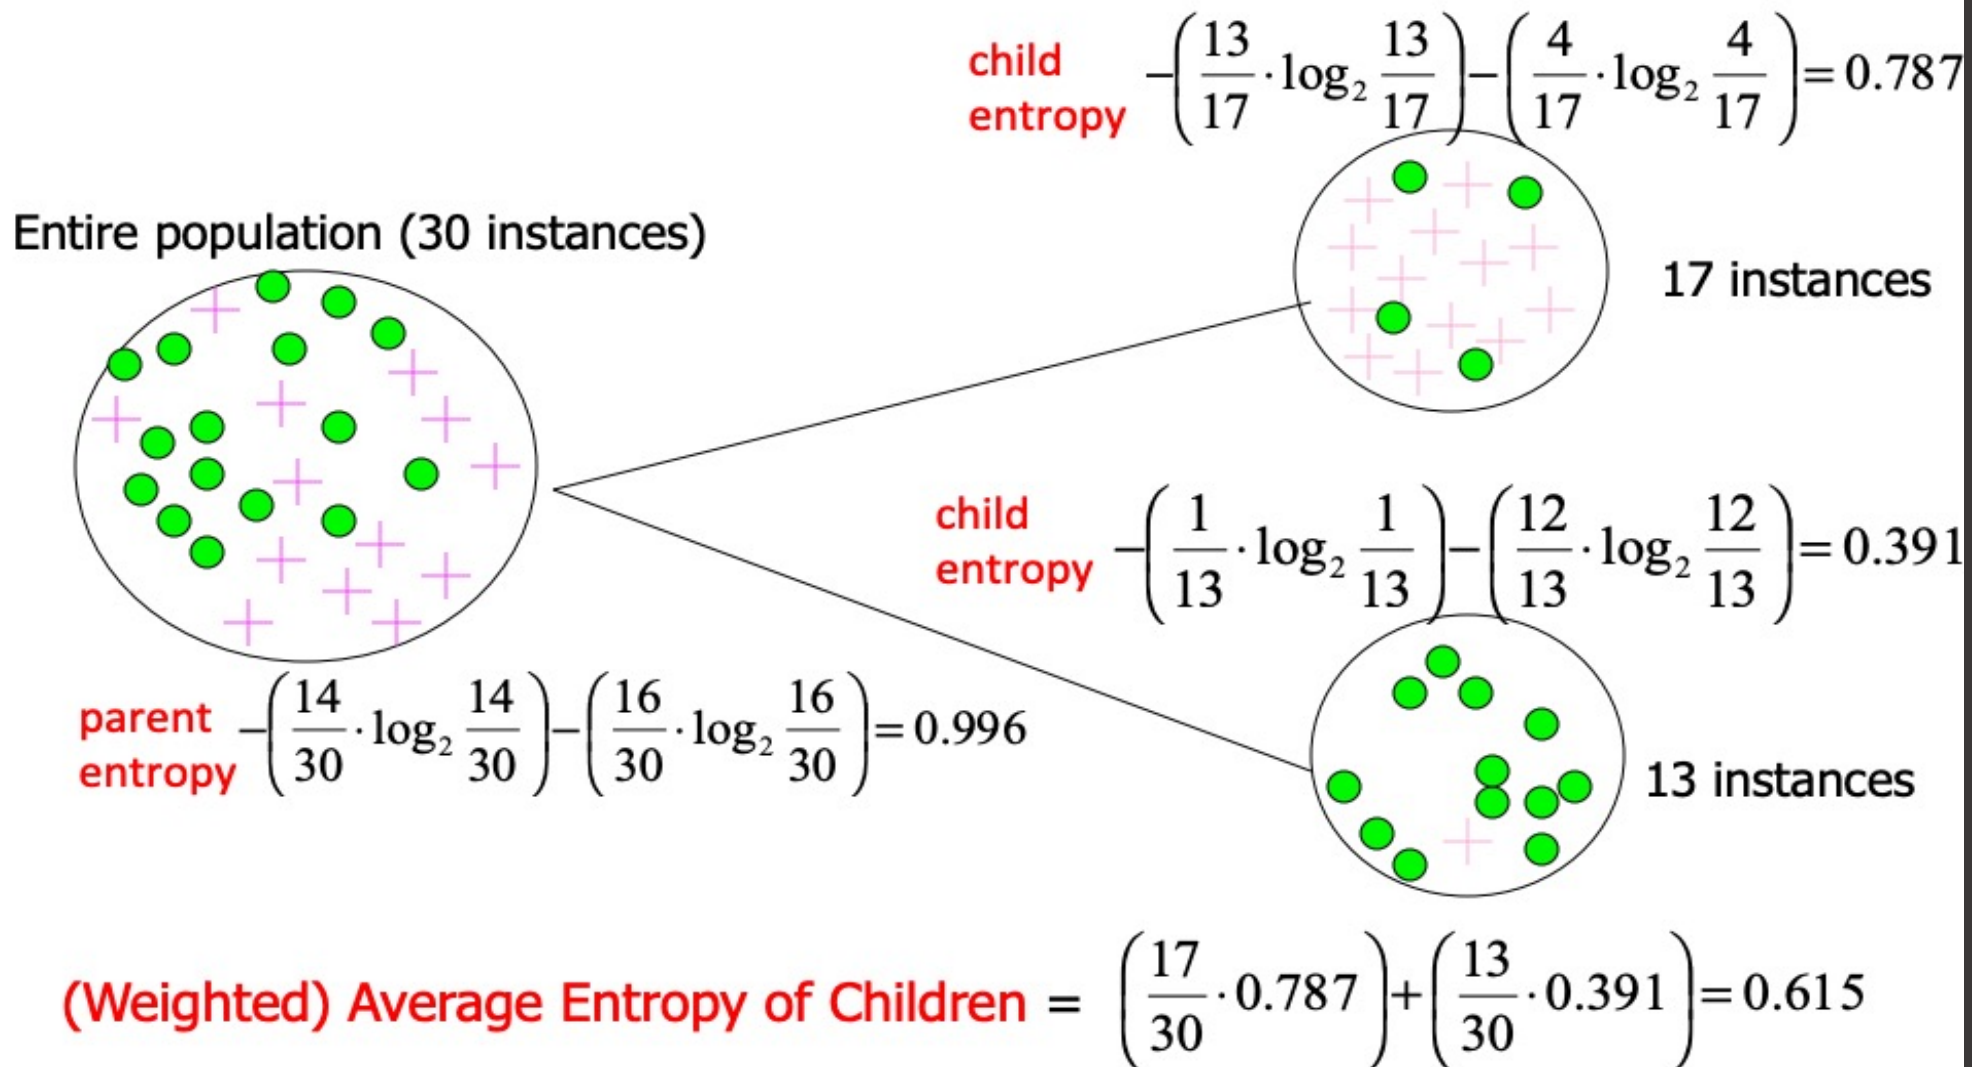 child entropy −(13/17 · log₂ 13/17) − (4/17 · log₂ 4/17) = 0.787
Entire population (30 instances)
17 instances
child entropy −(1/13 · log₂ 1/13) − (12/13 · log₂ 12/13) = 0.391
parent entropy −(14/30 · log₂ 14/30) − (16/30 · log₂ 16/30) = 0.996
13 instances
(Weighted) Average Entropy of Children = (17/30 · 0.787) + (13/30 · 0.391) = 0.615